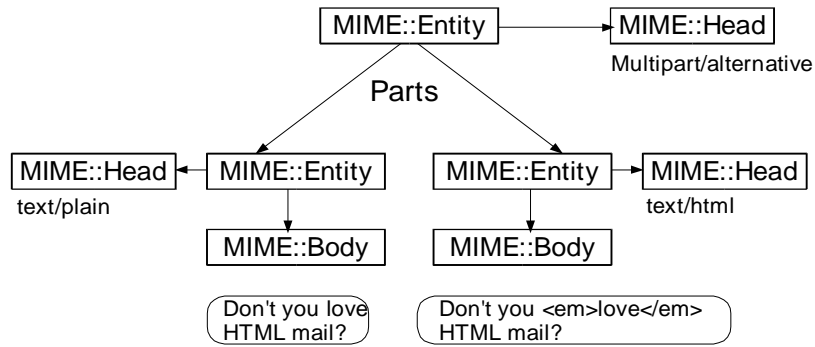 MIME::Entity
MIME::Head
Multipart/alternative
Parts
MIME::Head
MIME::Entity
MIME::Entity
MIME::Head
text/plain
text/html
MIME::Body
MIME::Body
Don't you love
HTML mail?
Don't you <em>love</em>
HTML mail?